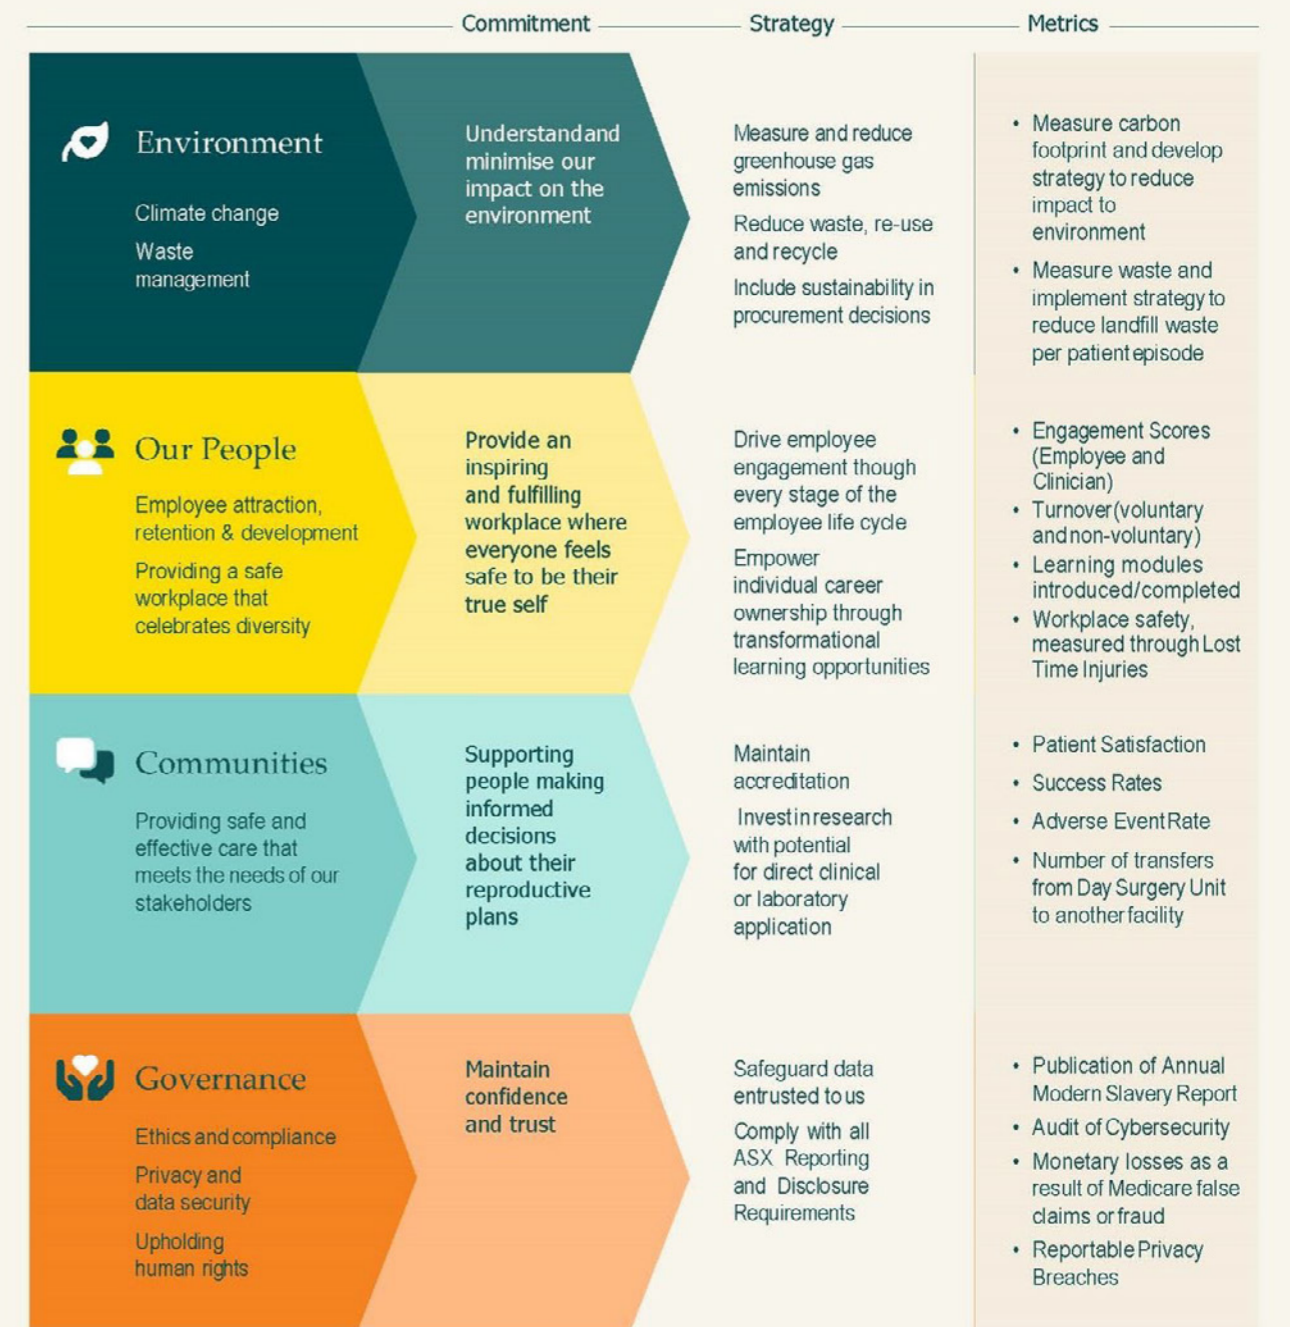 Commitment
Strategy
Metrics
Environment
Climate change
Waste
management
Understand and
minimise our
impact on the
environment
Measure and reduce
greenhouse gas
emissions
Reduce waste, re-use
and recycle
Include sustainability in
procurement decisions
• Measure carbon
footprint and develop
strategy to reduce
impact to
environment
• Measure waste and
implement strategy to
reduce landfill waste
per patient episode
Our People
Employee attraction,
retention & development
Providing a safe
workplace that
celebrates diversity
Provide an
inspiring
and fulfilling
workplace where
everyone feels
safe to be their
true self
Drive employee
engagement though
every stage of the
employee life cycle
Empower
individual career
ownership through
transformational
learning opportunities
• Engagement Scores
(Employee and
Clinician)
• Turnover (voluntary
and non-voluntary)
• Learning modules
introduced/completed
• Workplace safety,
measured through Lost
Time Injuries
Communities
Providing safe and
effective care that
meets the needs of our
stakeholders
Supporting
people making
informed
decisions
about their
reproductive
plans
Maintain
accreditation
Invest in research
with potential
for direct clinical
or laboratory
application
• Patient Satisfaction
• Success Rates
• Adverse Event Rate
• Number of transfers
from Day Surgery Unit
to another facility
Governance
Ethics and compliance
Privacy and
data security
Upholding
human rights
Maintain
confidence
and trust
Safeguard data
entrusted to us
Comply with all
ASX Reporting
and Disclosure
Requirements
• Publication of Annual
Modern Slavery Report
• Audit of Cybersecurity
• Monetary losses as a
result of Medicare false
claims or fraud
• Reportable Privacy
Breaches